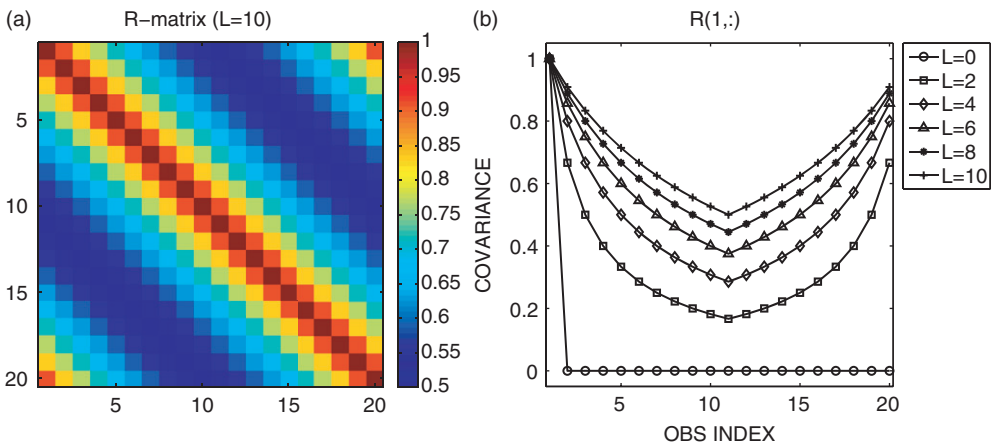 (a)
R−matrix (L=10)
5
10
15
20
5
10
15
20
1
0.95
0.9
0.85
0.8
0.75
0.7
0.65
0.6
0.55
0.5
(b)
R(1,:)
COVARIANCE
1
0.8
0.6
0.4
0.2
0
5
10
15
20
OBS INDEX
L=0
L=2
L=4
L=6
L=8
L=10